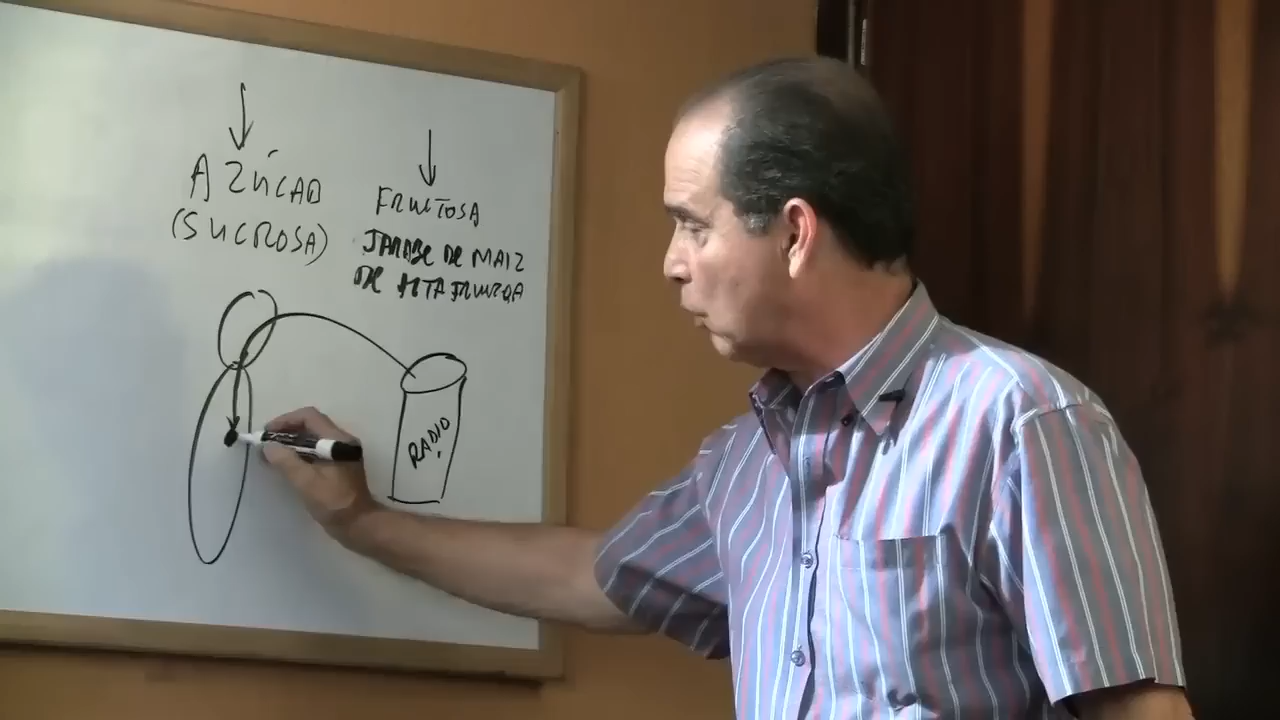 AZÚCAR
(SUCROSA)
FRUCTOSA
JARABE DE MAIZ
DE ALTA FRUCTOSA
RADIO